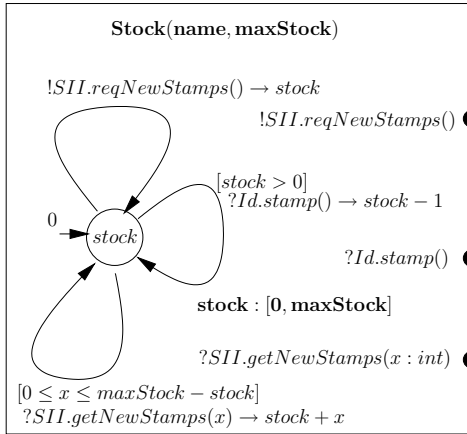 Stock(name, maxStock)
!SII.reqNewStamps() → stock
!SII.reqNewStamps()
[stock > 0]
?Id.stamp() → stock − 1
0
stock
?Id.stamp()
stock : [0, maxStock]
?SII.getNewStamps(x : int)
[0 ≤ x ≤ maxStock − stock]
?SII.getNewStamps(x) → stock + x